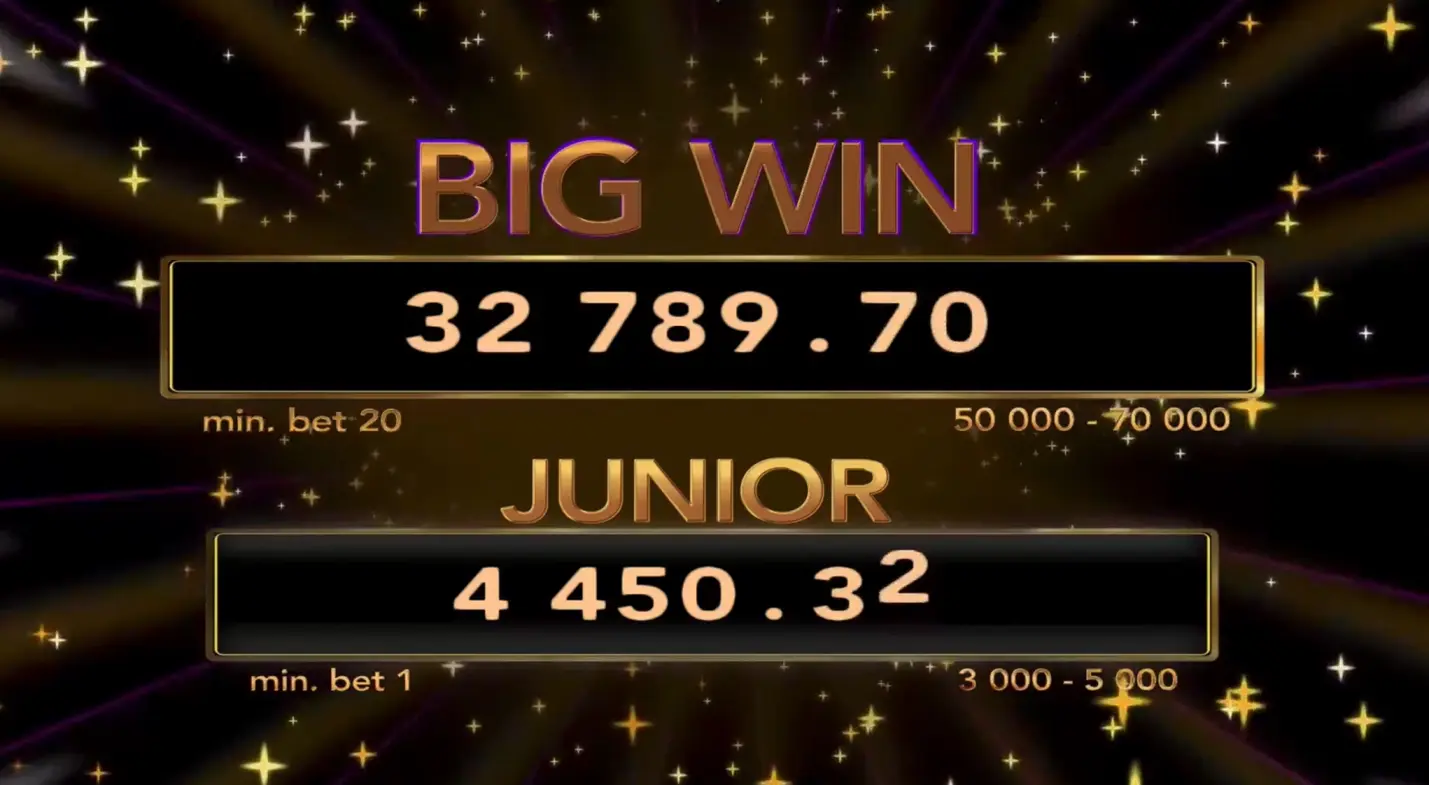 BIG WIN
32 789.70
min. bet 20
50 000 - 70 000
JUNIOR
4 450.32
min. bet 1
3 000 - 5 000